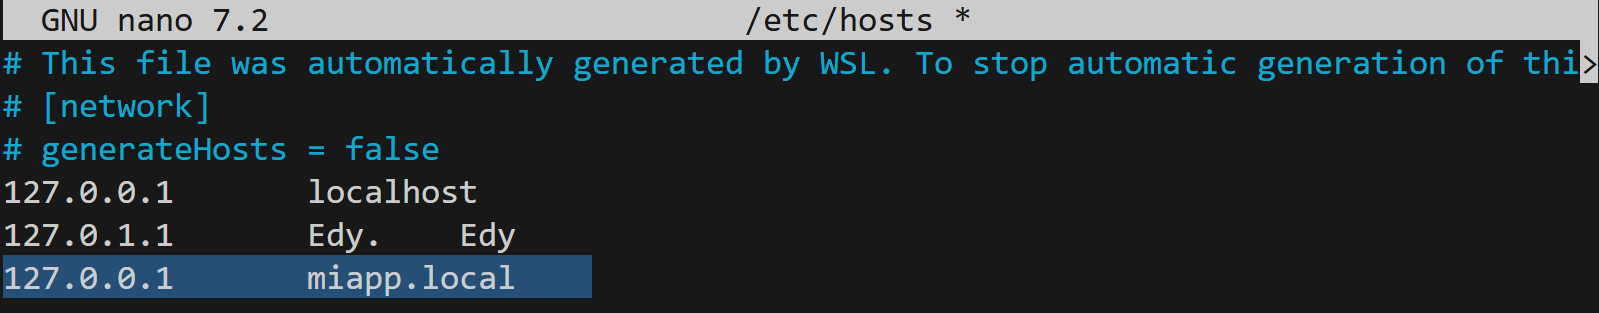 GNU nano 7.2 /etc/hosts *
# This file was automatically generated by WSL. To stop automatic generation of thi>
# [network]
# generateHosts = false
127.0.0.1 localhost
127.0.1.1 Edy. Edy
127.0.0.1 miapp.local